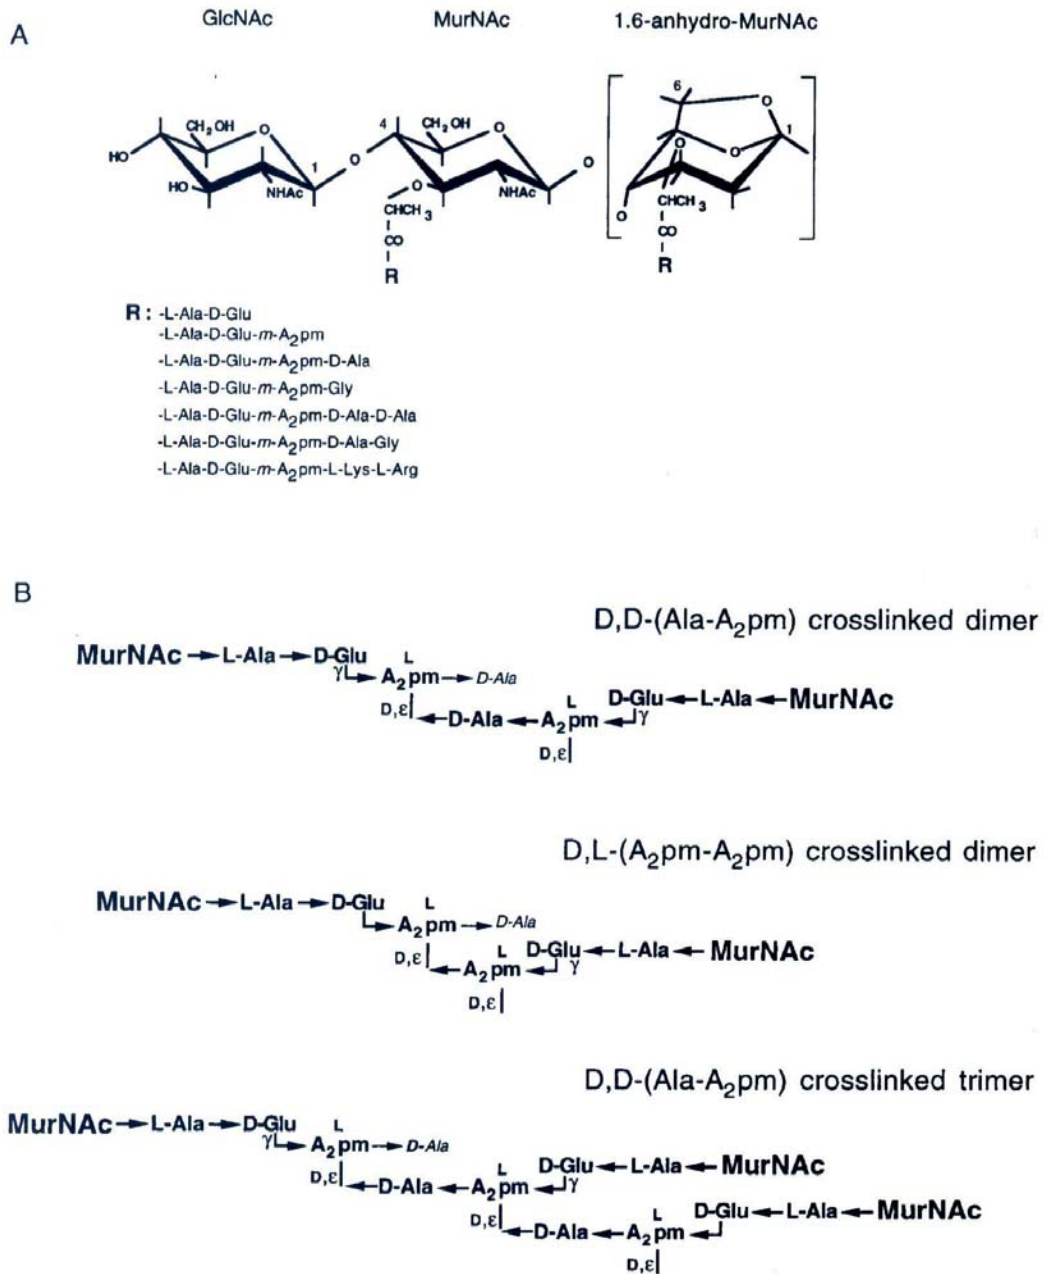 A
GlcNAc MurNAc 1.6-anhydro-MurNAc
6
CH₂OH O 4 CH₂OH O O 1
HO 1 O O O
HO NHAc O NHAc
CHCH₃ O CHCH₃
CO CO
R R
R : -L-Ala-D-Glu
-L-Ala-D-Glu-m-A₂pm
-L-Ala-D-Glu-m-A₂pm-D-Ala
-L-Ala-D-Glu-m-A₂pm-Gly
-L-Ala-D-Glu-m-A₂pm-D-Ala-D-Ala
-L-Ala-D-Glu-m-A₂pm-D-Ala-Gly
-L-Ala-D-Glu-m-A₂pm-L-Lys-L-Arg
B
D,D-(Ala-A₂pm) crosslinked dimer
MurNAc→L-Ala→D-Glu L
γ→A₂pm→D-Ala
L D-Glu←L-Ala←MurNAc
D,ε ←D-Ala←A₂pm←γ
D,ε
D,L-(A₂pm-A₂pm) crosslinked dimer
MurNAc→L-Ala→D-Glu L
→A₂pm→D-Ala
L D-Glu←L-Ala←MurNAc
D,ε ←A₂pm←γ
D,ε
D,D-(Ala-A₂pm) crosslinked trimer
MurNAc→L-Ala→D-Glu L
γ→A₂pm→D-Ala
L D-Glu←L-Ala←MurNAc
D,ε ←D-Ala←A₂pm←γ
L D-Glu←L-Ala←MurNAc
D,ε ←D-Ala←A₂pm←
D,ε